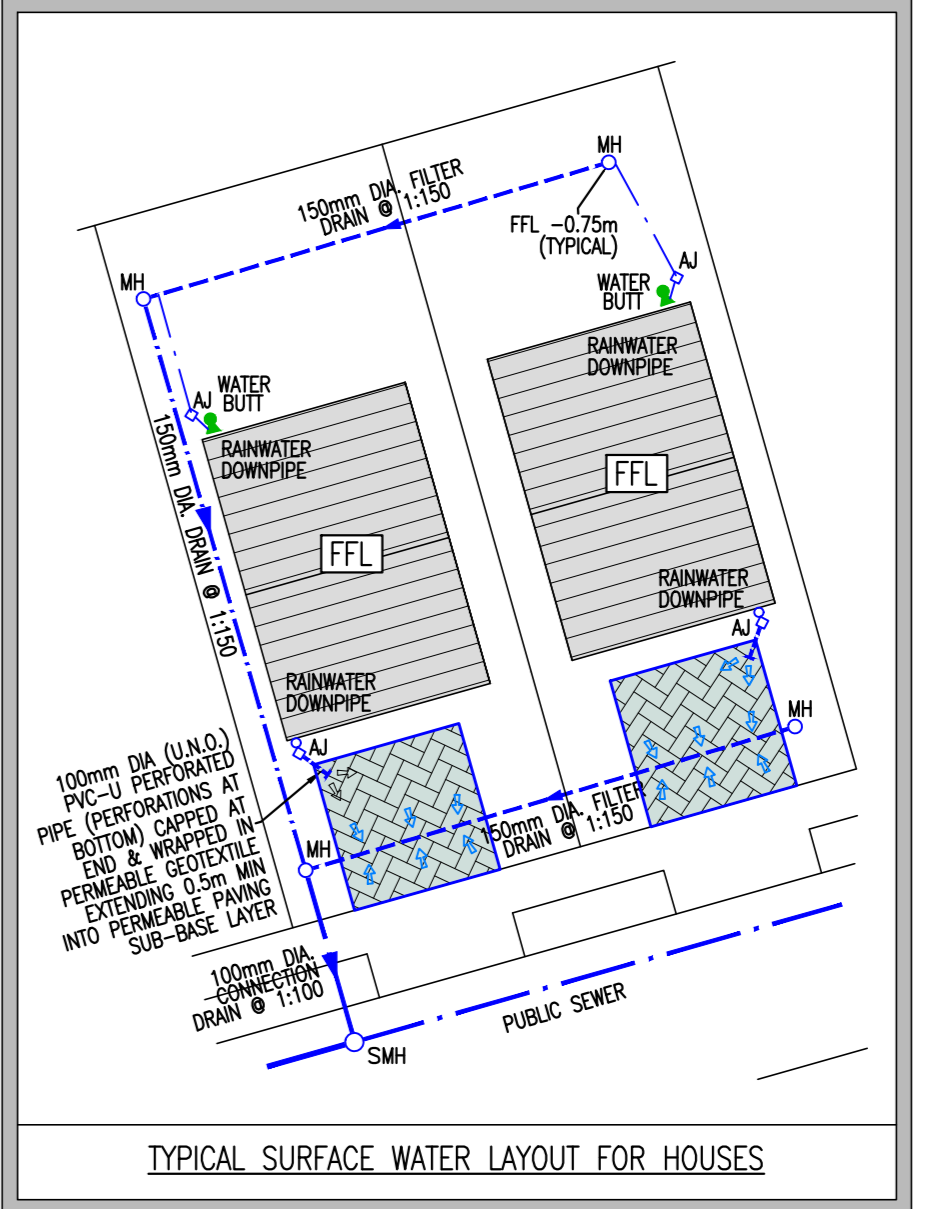 MH
150mm DIA. FILTER
DRAIN @ 1:150
FFL -0.75m
(TYPICAL)
AJ
WATER
BUTT
RAINWATER
DOWNPIPE
MH
AJ
WATER
BUTT
RAINWATER
DOWNPIPE
FFL
FFL
150mm DIA. DRAIN @ 1:150
RAINWATER
DOWNPIPE
AJ
RAINWATER
DOWNPIPE
AJ
MH
100mm DIA (U.N.O.)
PVC-U PERFORATED
PIPE (PERFORATIONS AT
BOTTOM) CAPPED AT
END & WRAPPED IN
PERMEABLE GEOTEXTILE
EXTENDING 0.5m MIN
INTO PERMEABLE PAVING
SUB-BASE LAYER
MH
150mm DIA. FILTER
DRAIN @ 1:150
100mm DIA.
CONNECTION
DRAIN @ 1:100
PUBLIC SEWER
SMH
TYPICAL SURFACE WATER LAYOUT FOR HOUSES